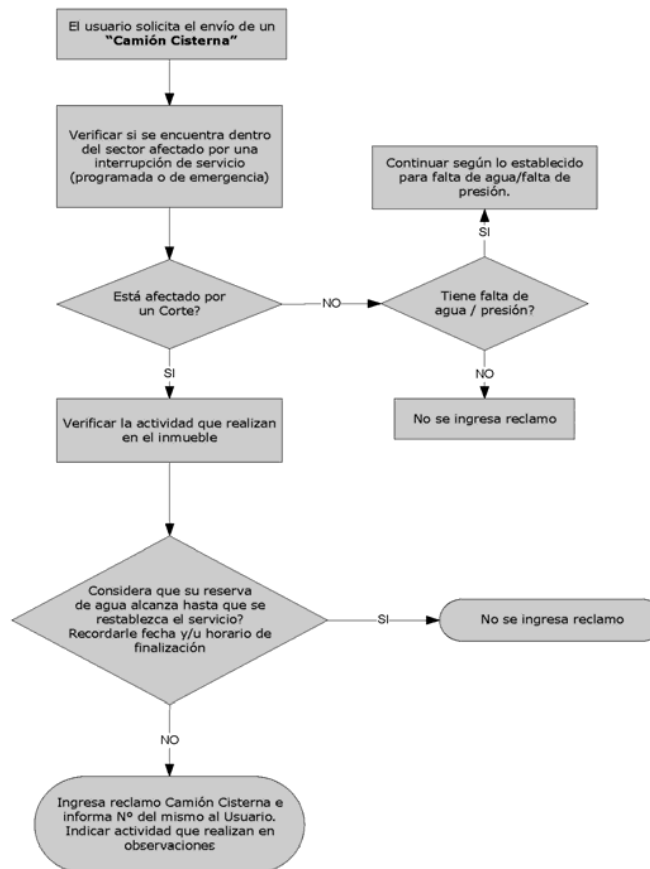 El usuario solicita el envío de un
"Camión Cisterna"
Verificar si se encuentra dentro
del sector afectado por una
interrupción de servicio
(programada o de emergencia)
Continuar según lo establecido
para falta de agua/falta de
presión.
SI
Está afectado por
un Corte?
NO
Tiene falta de
agua / presión?
SI
NO
Verificar la actividad que realizan
en el inmueble
No se ingresa reclamo
Considera que su reserva
de agua alcanza hasta que se
restablezca el servicio?
Recordarle fecha y/u horario de
finalización
SI
No se ingresa reclamo
NO
Ingresa reclamo Camión Cisterna e
informa N° del mismo al Usuario.
Indicar actividad que realizan en
observaciones